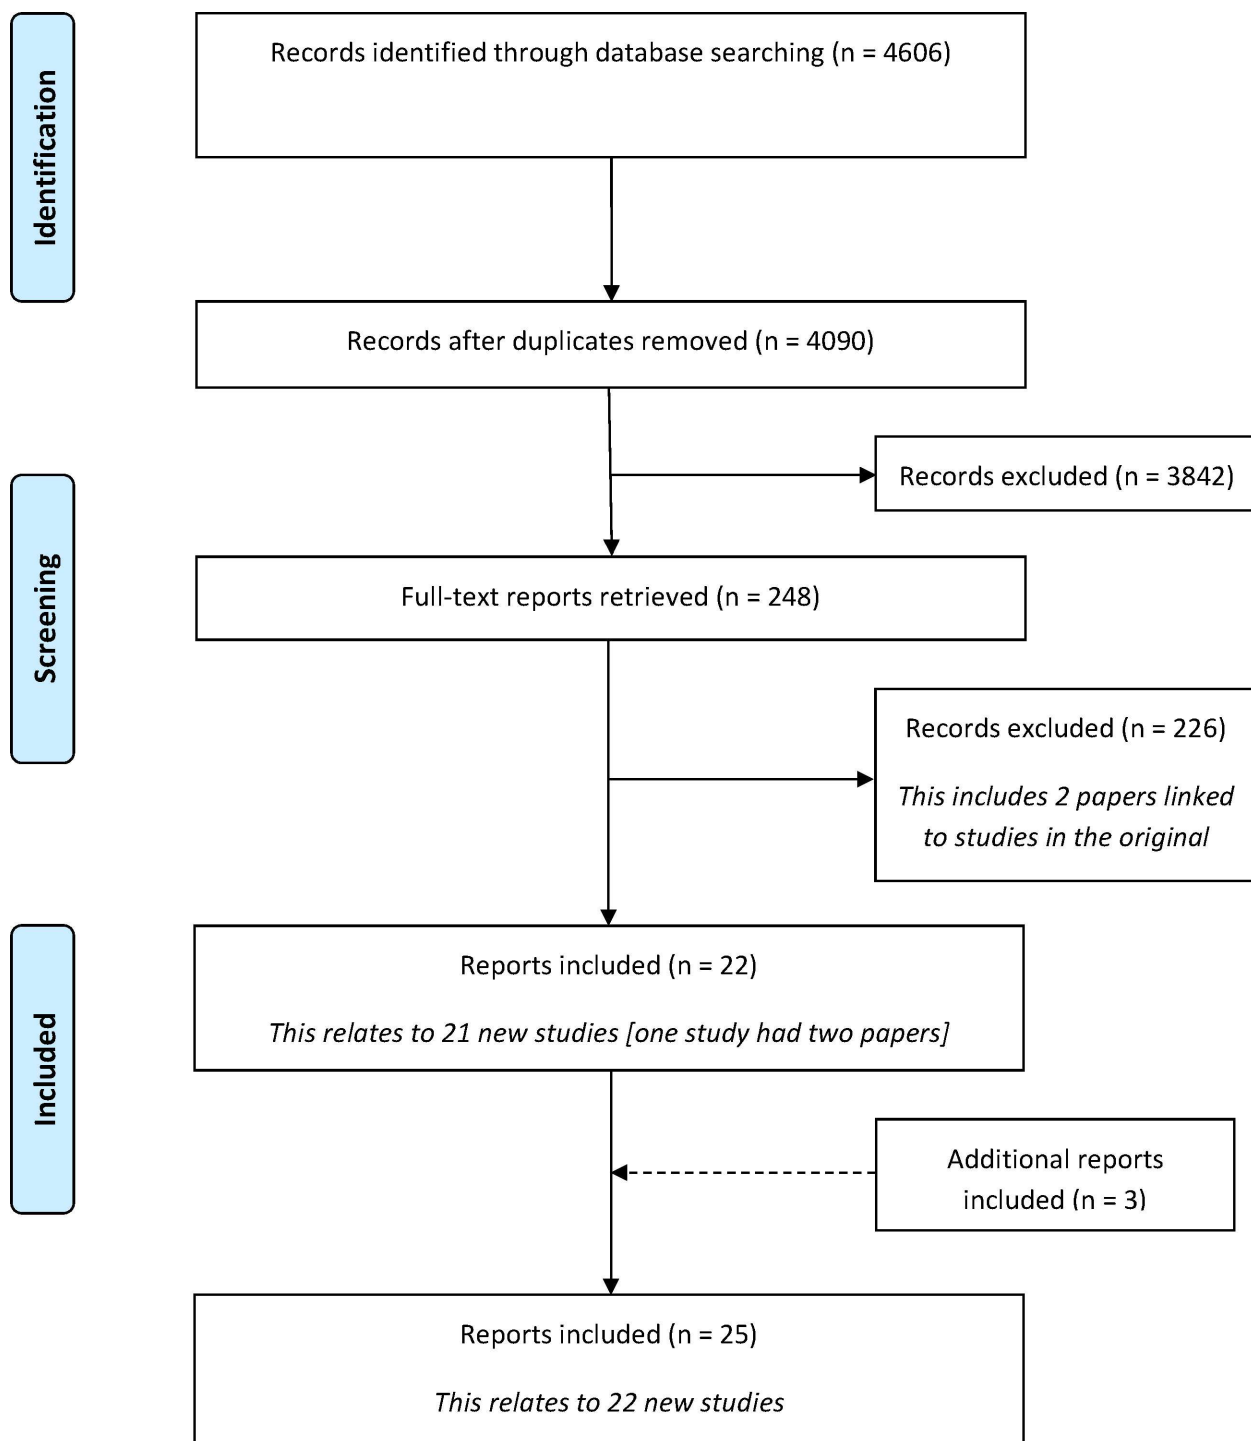 Identification
Records identified through database searching (n = 4606)
Records after duplicates removed (n = 4090)
Screening
Records excluded (n = 3842)
Full-text reports retrieved (n = 248)
Records excluded (n = 226)
This includes 2 papers linked
to studies in the original
Included
Reports included (n = 22)
This relates to 21 new studies [one study had two papers]
Additional reports
included (n = 3)
Reports included (n = 25)
This relates to 22 new studies